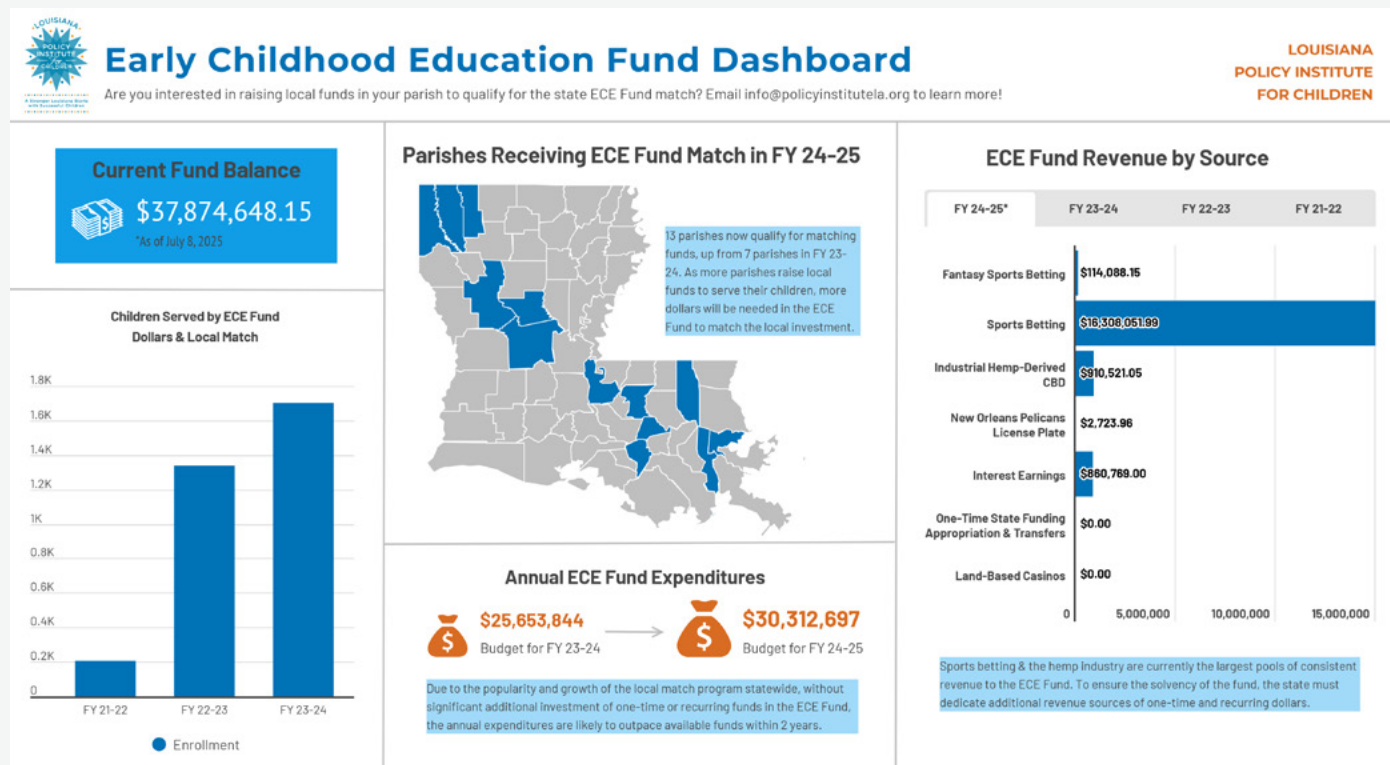 LOUISIANA
POLICY
INSTITUTE
for
CHILDREN
A Stronger Louisiana Starts
with Successful Children
Early Childhood Education Fund Dashboard
Are you interested in raising local funds in your parish to qualify for the state ECE Fund match? Email info@policyinstitutela.org to learn more!
LOUISIANA
POLICY INSTITUTE
FOR CHILDREN
Current Fund Balance
$37,874,648.15
*As of July 8, 2025
Children Served by ECE Fund
Dollars & Local Match
1.8K
1.6K
1.4K
1.2K
1K
0.8K
0.6K
0.4K
0.2K
0
FY 21-22
FY 22-23
FY 23-24
Enrollment
Parishes Receiving ECE Fund Match in FY 24-25
13 parishes now qualify for matching
funds, up from 7 parishes in FY 23-
24. As more parishes raise local
funds to serve their children, more
dollars will be needed in the ECE
Fund to match the local investment.
Annual ECE Fund Expenditures
$25,653,844
Budget for FY 23-24
$30,312,697
Budget for FY 24-25
Due to the popularity and growth of the local match program statewide, without
significant additional investment of one-time or recurring funds in the ECE Fund,
the annual expenditures are likely to outpace available funds within 2 years.
ECE Fund Revenue by Source
FY 24-25*
FY 23-24
FY 22-23
FY 21-22
Fantasy Sports Betting
$114,088.15
Sports Betting
$16,308,051.99
Industrial Hemp-Derived
CBD
$910,521.05
New Orleans Pelicans
License Plate
$2,723.96
Interest Earnings
$860,769.00
One-Time State Funding
Appropriation & Transfers
$0.00
Land-Based Casinos
$0.00
0
5,000,000
10,000,000
15,000,000
Sports betting & the hemp industry are currently the largest pools of consistent
revenue to the ECE Fund. To ensure the solvency of the fund, the state must
dedicate additional revenue sources of one-time and recurring dollars.